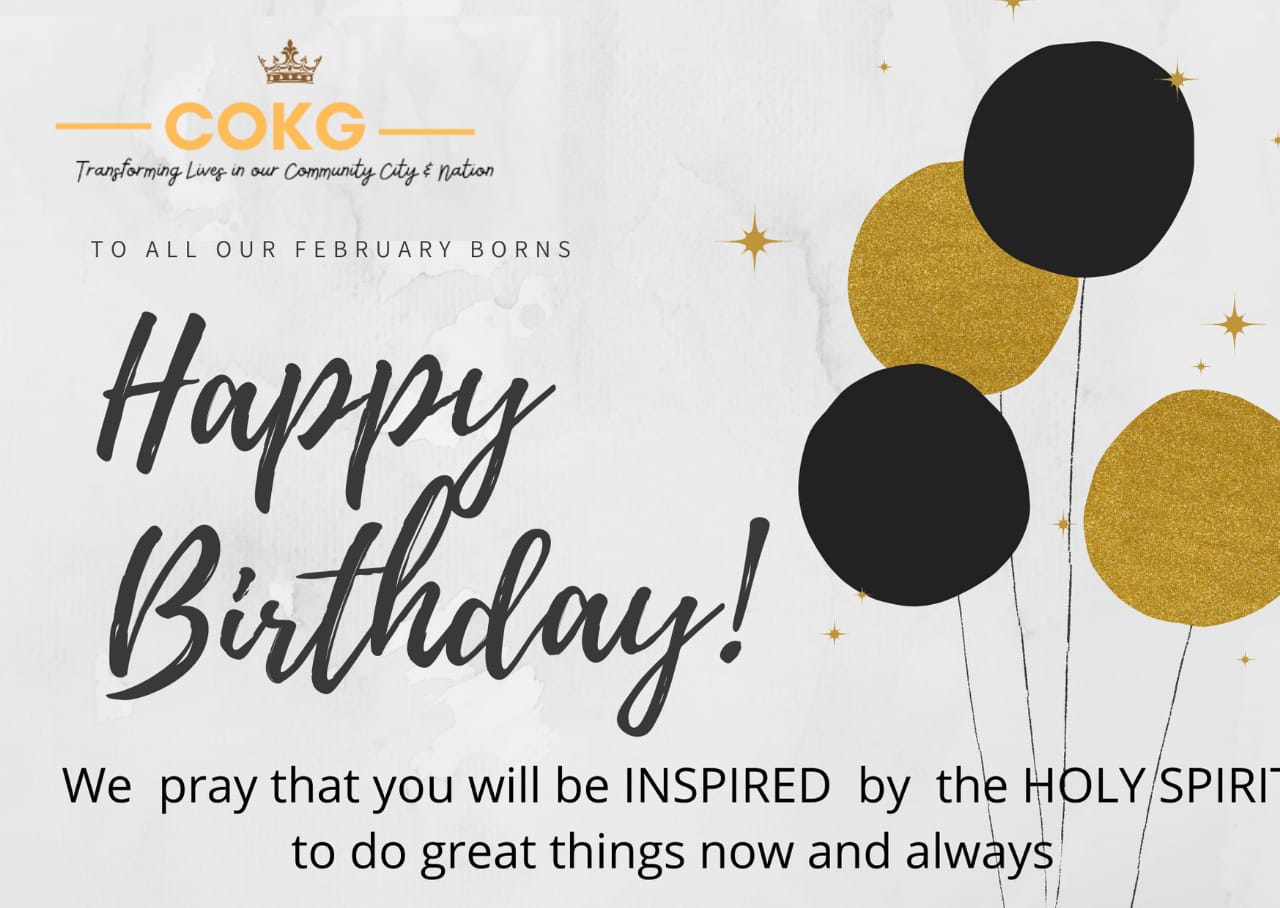 COKG
Transforming Lives in our Community City & Nation
TO ALL OUR FEBRUARY BORNS
Happy
Birthday!
We pray that you will be INSPIRED by the HOLY SPIRIT
to do great things now and always